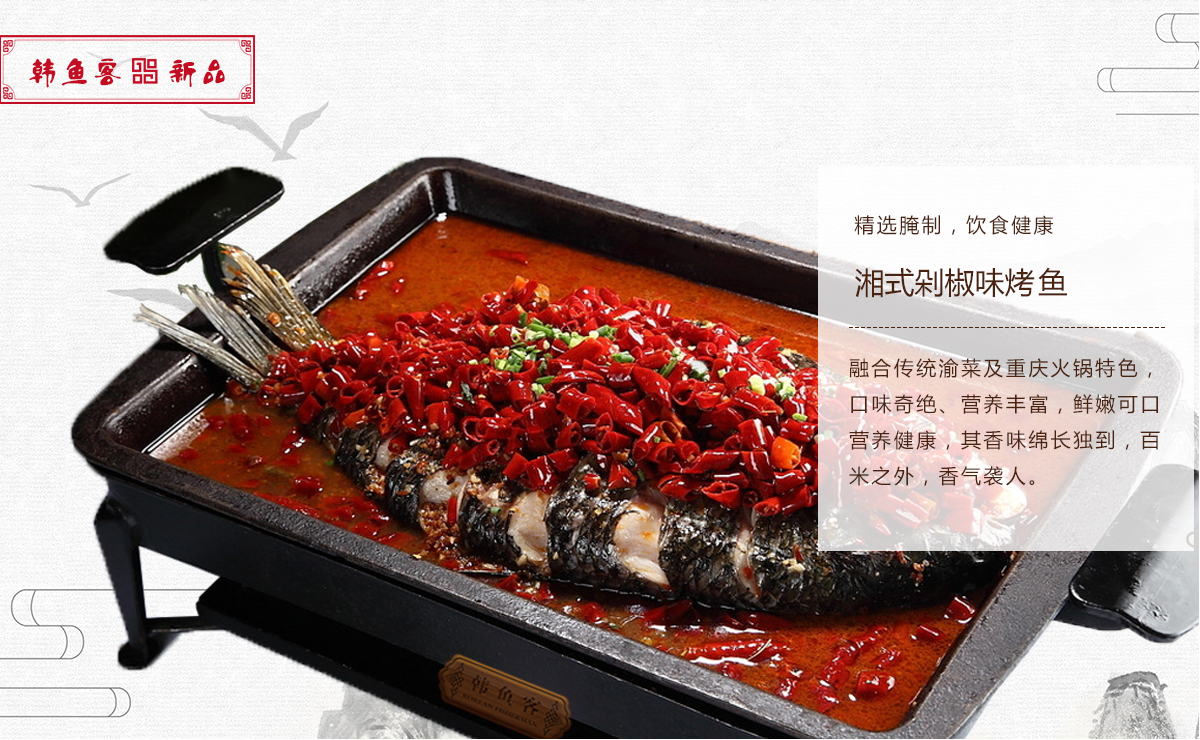 韩鱼客 新品
精选腌制，饮食健康
湘式剁椒味烤鱼
融合传统渝菜及重庆火锅特色，
口味奇绝、营养丰富，鲜嫩可口
营养健康，其香味绵长独到，百
米之外，香气袭人。
韩鱼客
KOREAN FISHERMAN